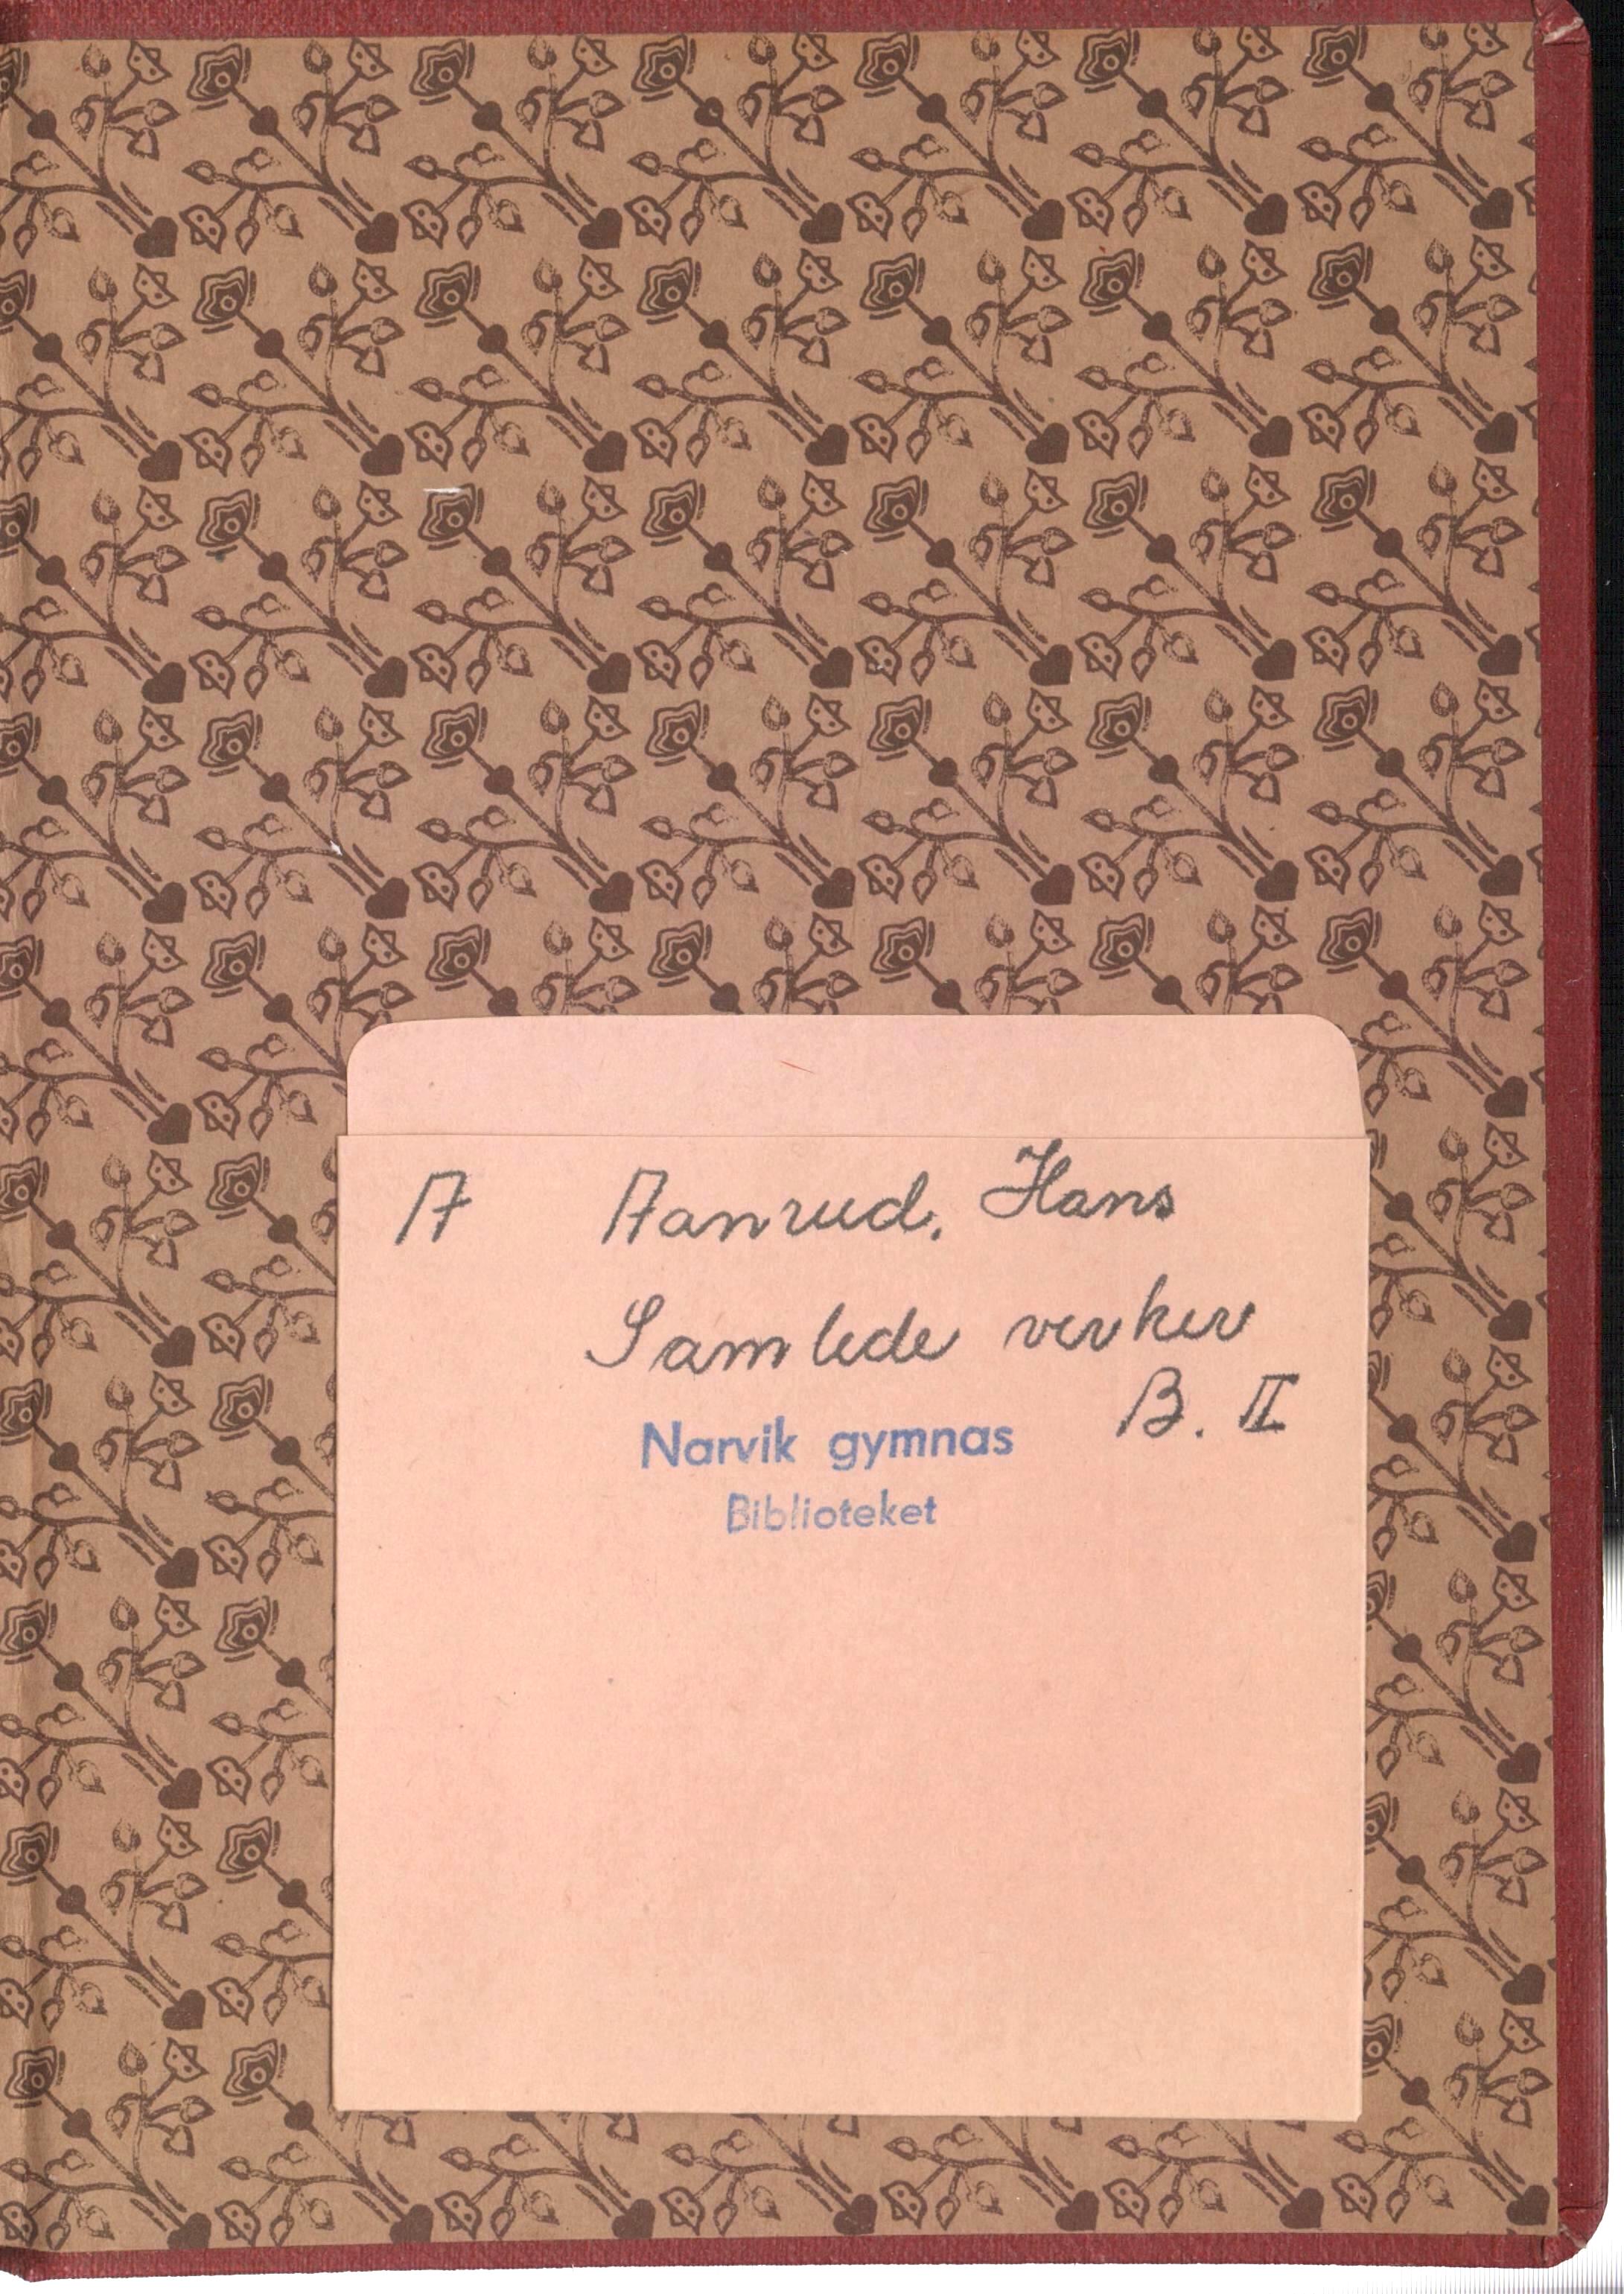 A Aanrud, Hans
Samlede verker
B. II
Narvik gymnas
Biblioteket